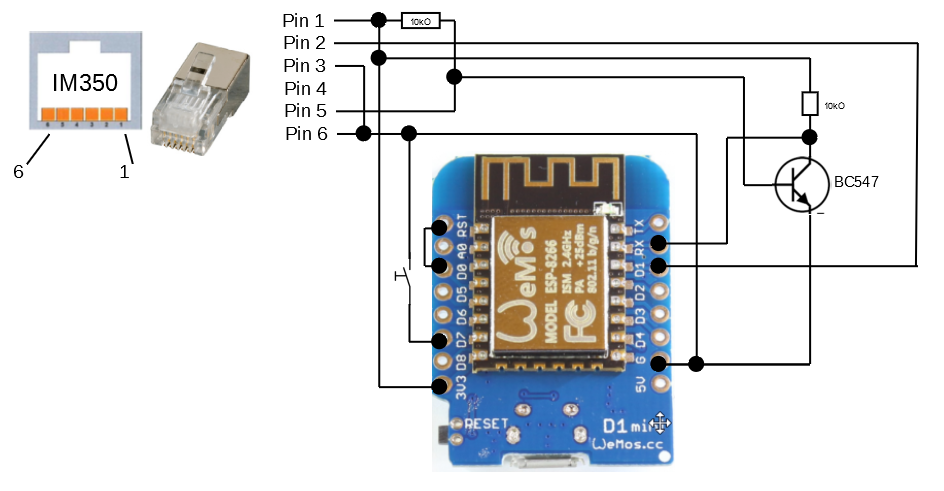 Pin 1
Pin 2
Pin 3
Pin 4
Pin 5
Pin 6
10kΩ
IM350
6
1
10kΩ
BC547
WeMos
MODEL ESP-8266
ISM 2.4GHz
PA +25dBm
802.11 b/g/n
FC
RST
A0
D0
D5
D6
D7
D8
3V3
TX
RX
D1
D2
D3
D4
G
5V
RESET
D1 mini
WeMos.cc